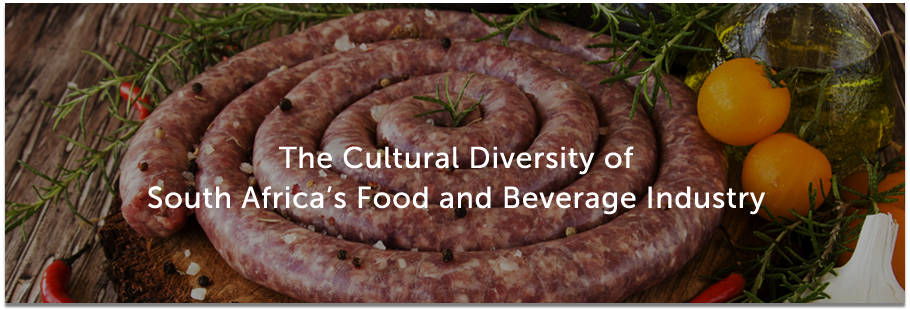 The Cultural Diversity of
South Africa’s Food and Beverage Industry